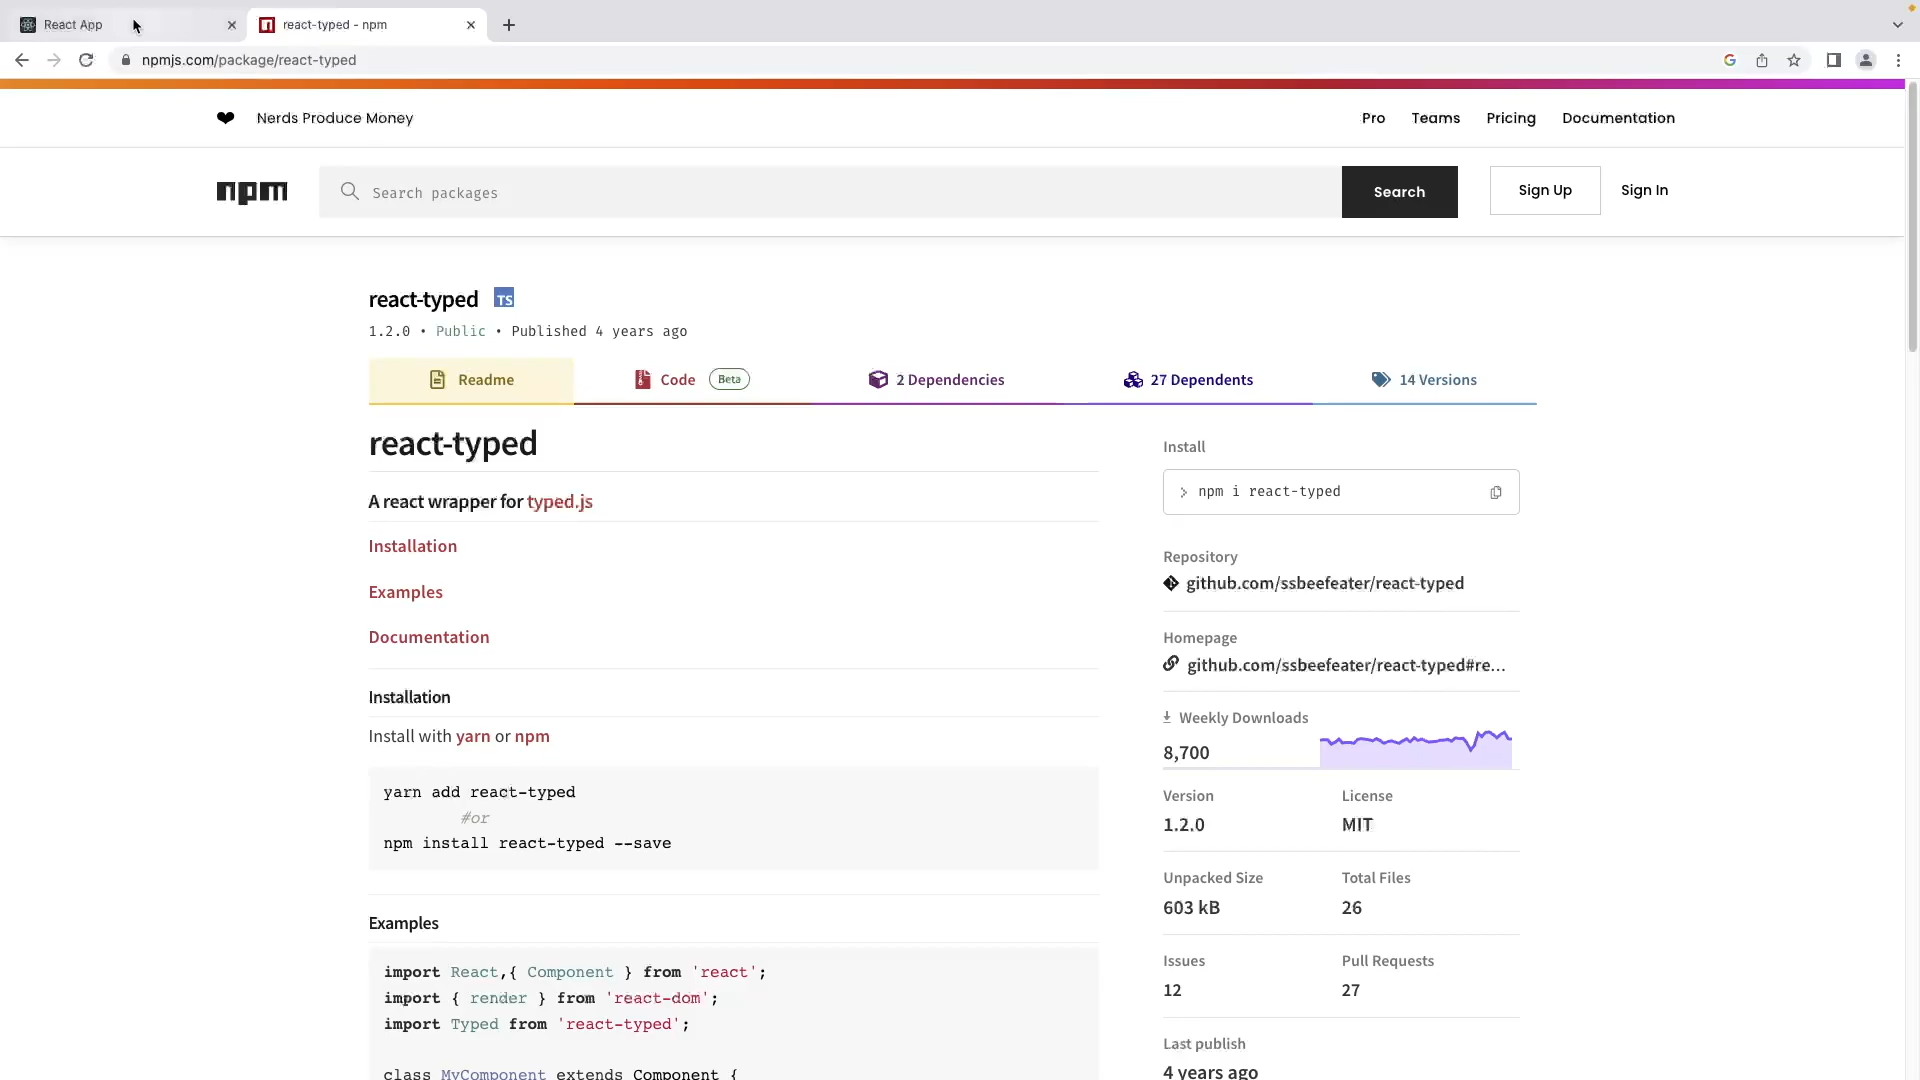 React App
react-typed - npm
npmjs.com/package/react-typed
Nerds Produce Money
Pro
Teams
Pricing
Documentation
npm
Search packages
Search
Sign Up
Sign In
react-typed TS
1.2.0 • Public • Published 4 years ago
Readme
Code Beta
2 Dependencies
27 Dependents
14 Versions
react-typed
A react wrapper for typed.js
Installation
Examples
Documentation
Installation
Install with yarn or npm
yarn add react-typed
#or
npm install react-typed --save
Examples
import React,{ Component } from 'react';
import { render } from 'react-dom';
import Typed from 'react-typed';
class MyComponent extends Component {
Install
> npm i react-typed
Repository
github.com/ssbeefeater/react-typed
Homepage
github.com/ssbeefeater/react-typed#re...
Weekly Downloads
8,700
Version
1.2.0
License
MIT
Unpacked Size
603 kB
Total Files
26
Issues
12
Pull Requests
27
Last publish
4 years ago